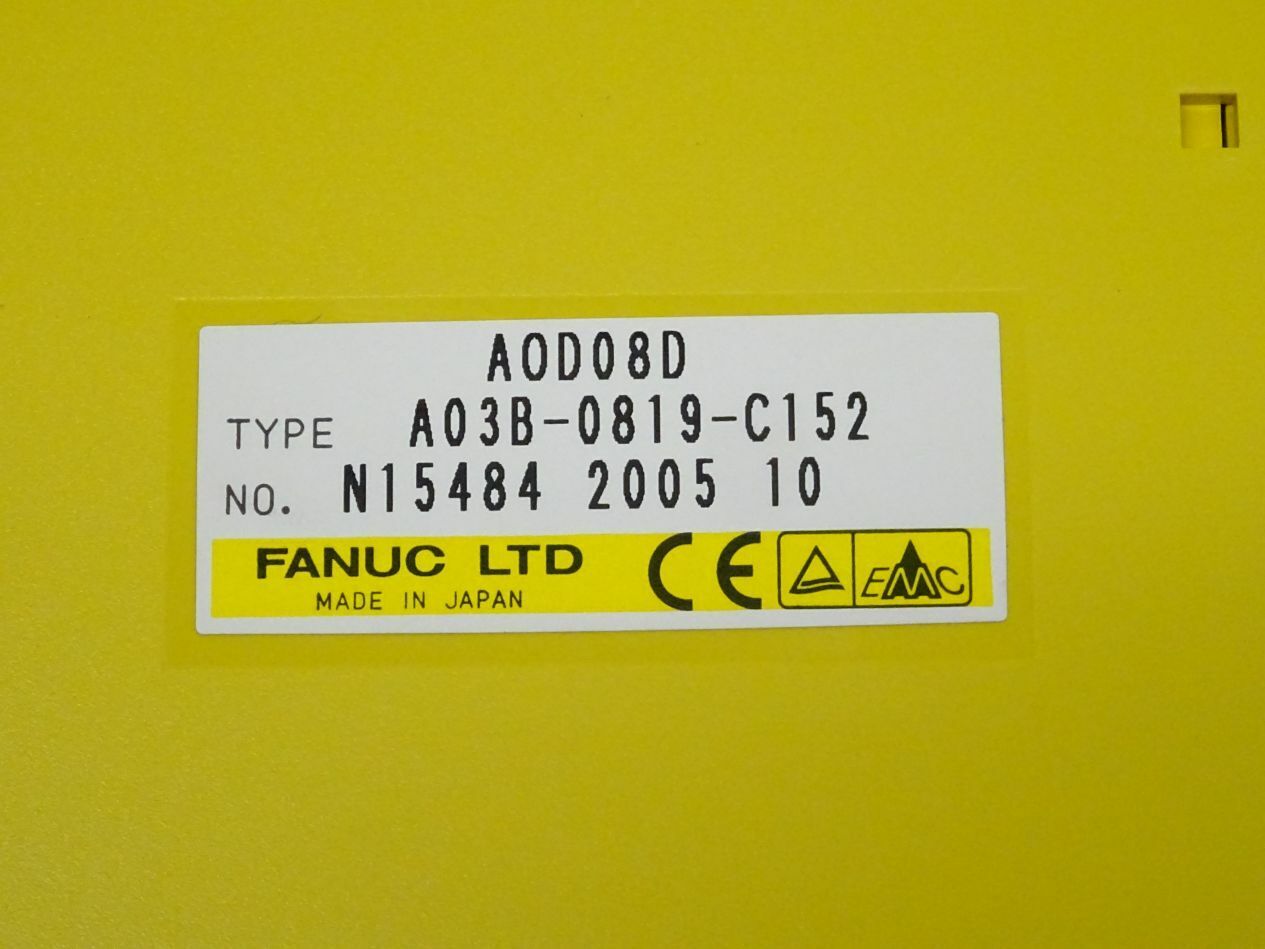 AOD08D
TYPE A03B-0819-C152
NO. N15484 2005 10
FANUC LTD
MADE IN JAPAN
CE
EMC